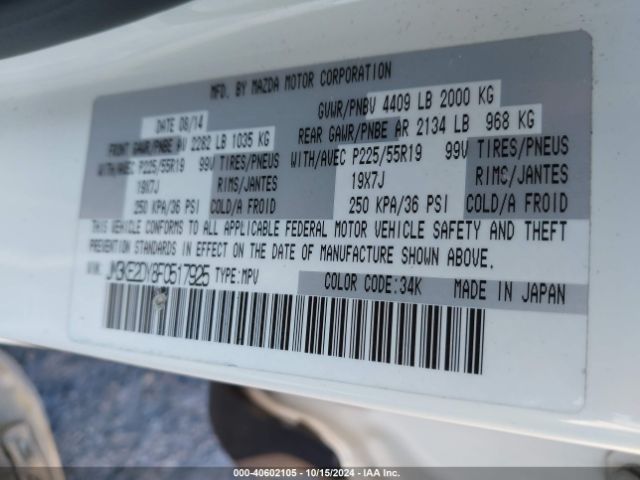 MFD. BY MAZDA MOTOR CORPORATION
DATE 08/14 GVWR/PNBV 4409 LB 2000 KG
FRONT GAWR/PNBE AV 2282 LB 1035 KG REAR GAWR/PNBE AR 2134 LB 968 KG
WITH/AVEC P225/55R19 99V TIRES/PNEUS WITH/AVEC P225/55R19 99V TIRES/PNEUS
19X7J RIMS/JANTES 19X7J RIMS/JANTES
250 KPA/36 PSI COLD/A FROID 250 KPA/36 PSI COLD/A FROID
THIS VEHICLE CONFORMS TO ALL APPLICABLE FEDERAL MOTOR VEHICLE SAFETY AND THEFT
PREVENTION STANDARDS IN EFFECT ON THE DATE OF MANUFACTURE SHOWN ABOVE.
VIN: JM3KE2DY8F0517925 TYPE:MPV COLOR CODE:34K MADE IN JAPAN
000-40602105 - 10/15/2024 - IAA Inc.